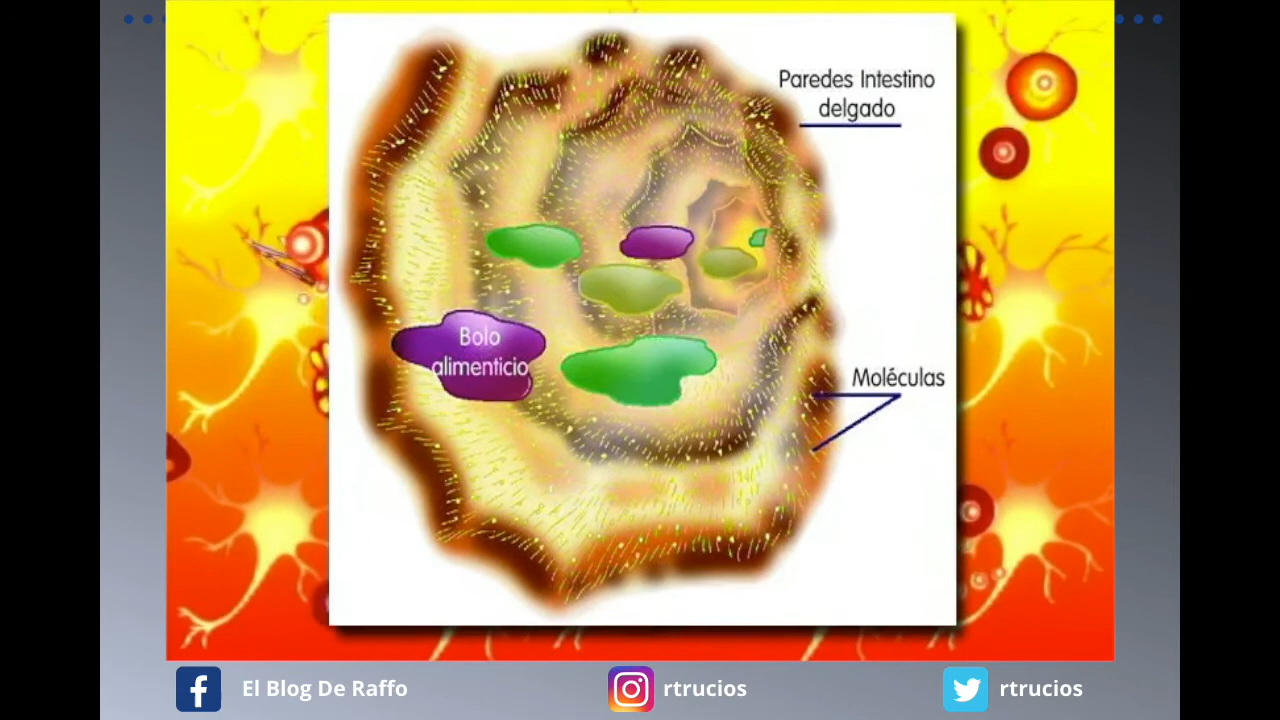 Paredes Intestino
delgado
Bolo
alimenticio
Moléculas
El Blog De Raffo
rtrucios
rtrucios